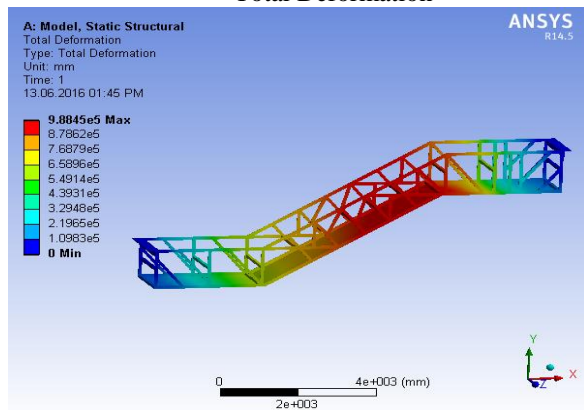 Total Deformation
A: Model, Static Structural
Total Deformation
Type: Total Deformation
Unit: mm
Time: 1
13.06.2016 01:45 PM
ANSYS
R14.5
9.8845e5 Max
8.7862e5
7.6879e5
6.5896e5
5.4914e5
4.3931e5
3.2948e5
2.1965e5
1.0983e5
0 Min
0
4e+003 (mm)
2e+003
Y
X
Z